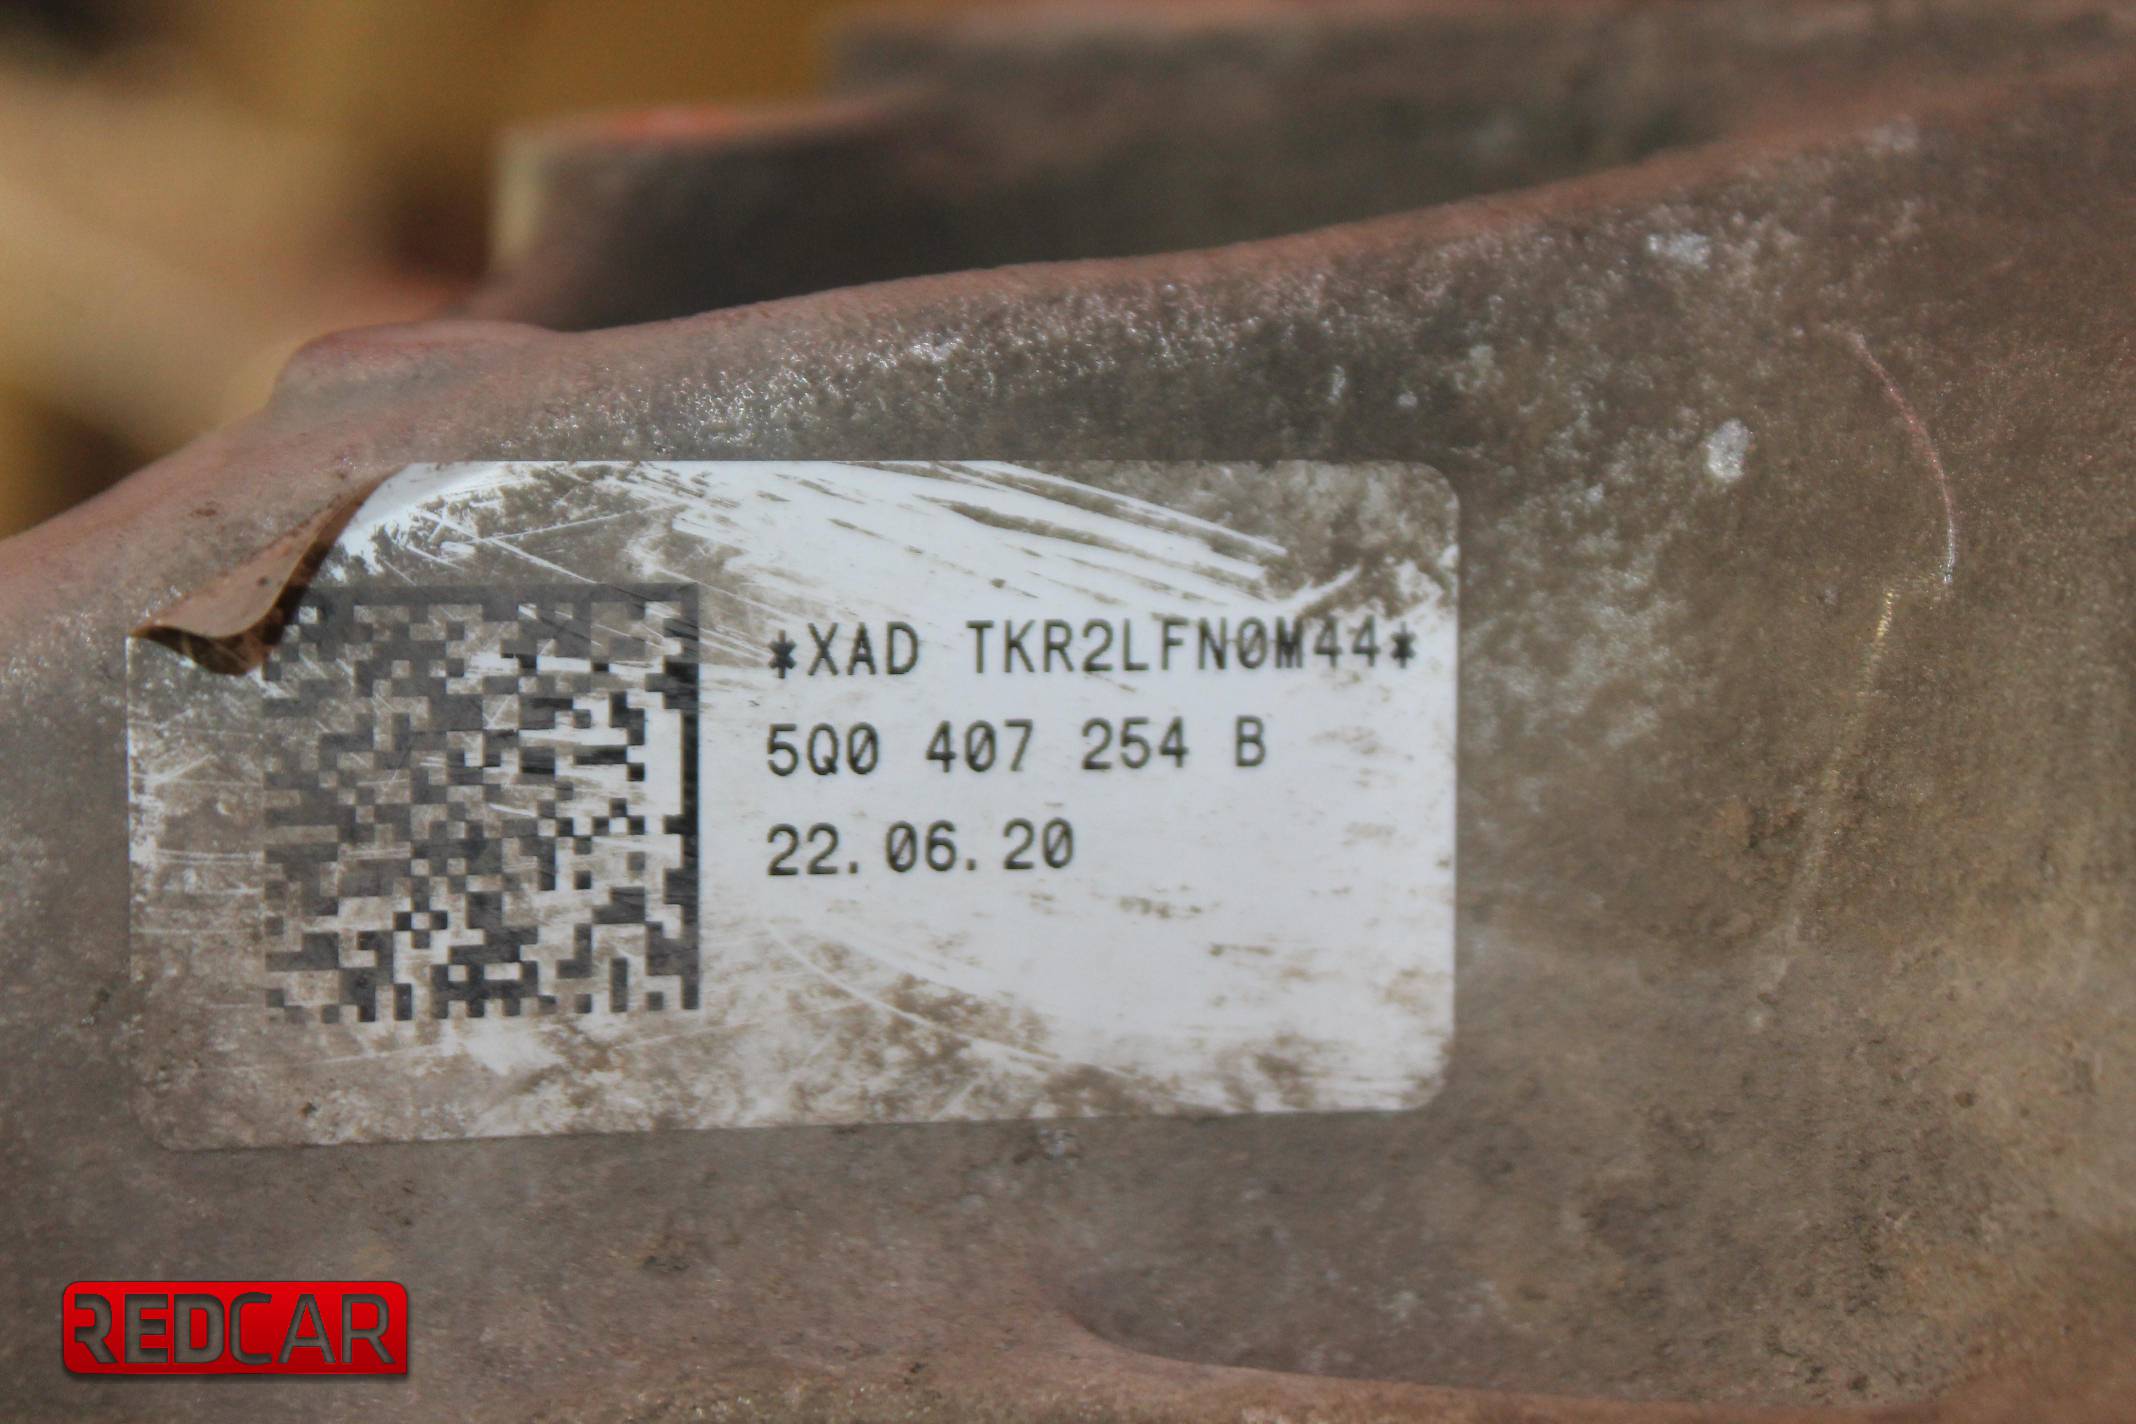 *XAD TKR2LFN0M44*
5Q0 407 254 B
22.06.20
REDCAR